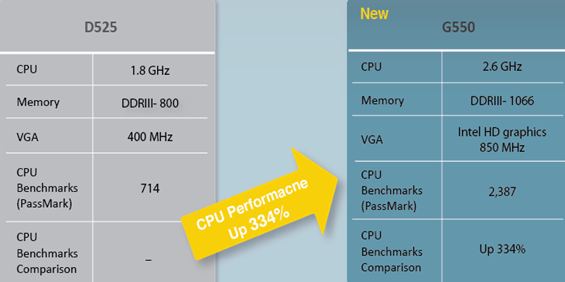 D525
CPU 1.8 GHz
Memory DDRIII- 800
VGA 400 MHz
CPU
Benchmarks
(PassMark) 714
CPU
Benchmarks
Comparison –
CPU Performacne
Up 334%
New
G550
CPU 2.6 GHz
Memory DDRIII- 1066
VGA Intel HD graphics
850 MHz
CPU
Benchmarks
(PassMark) 2,387
CPU
Benchmarks
Comparison Up 334%